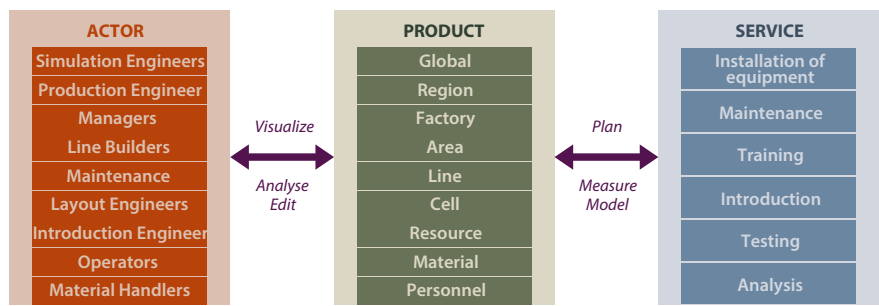 ACTOR
Simulation Engineers
Production Engineer
Managers
Line Builders
Maintenance
Layout Engineers
Introduction Engineer
Operators
Material Handlers
Visualize
Analyse
Edit
PRODUCT
Global
Region
Factory
Area
Line
Cell
Resource
Material
Personnel
Plan
Measure
Model
SERVICE
Installation of
equipment
Maintenance
Training
Introduction
Testing
Analysis